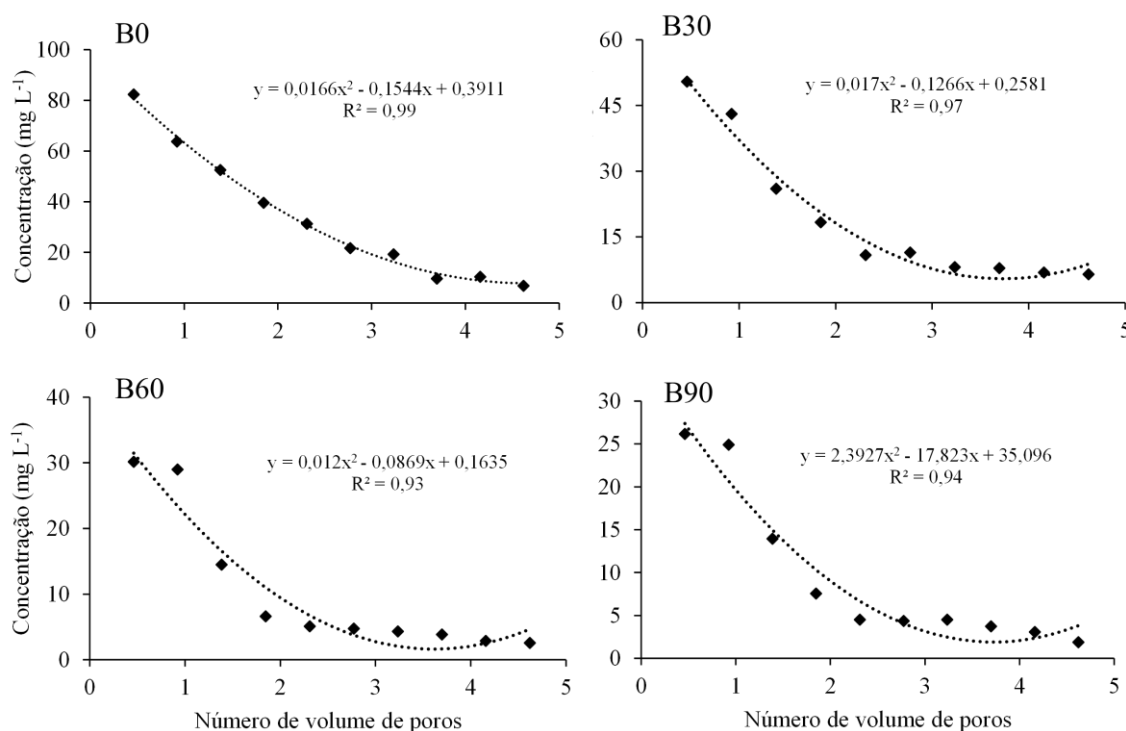 B0
Concentração (mg L⁻¹)
100
80
60
40
20
0
y = 0,0166x² - 0,1544x + 0,3911
R² = 0,99
0 1 2 3 4 5
B30
60
45
30
15
0
y = 0,017x² - 0,1266x + 0,2581
R² = 0,97
0 1 2 3 4 5
B60
Concentração (mg L⁻¹)
40
30
20
10
0
y = 0,012x² - 0,0869x + 0,1635
R² = 0,93
0 1 2 3 4 5
Número de volume de poros
B90
30
25
20
15
10
5
0
y = 2,3927x² - 17,823x + 35,096
R² = 0,94
0 1 2 3 4 5
Número de volume de poros